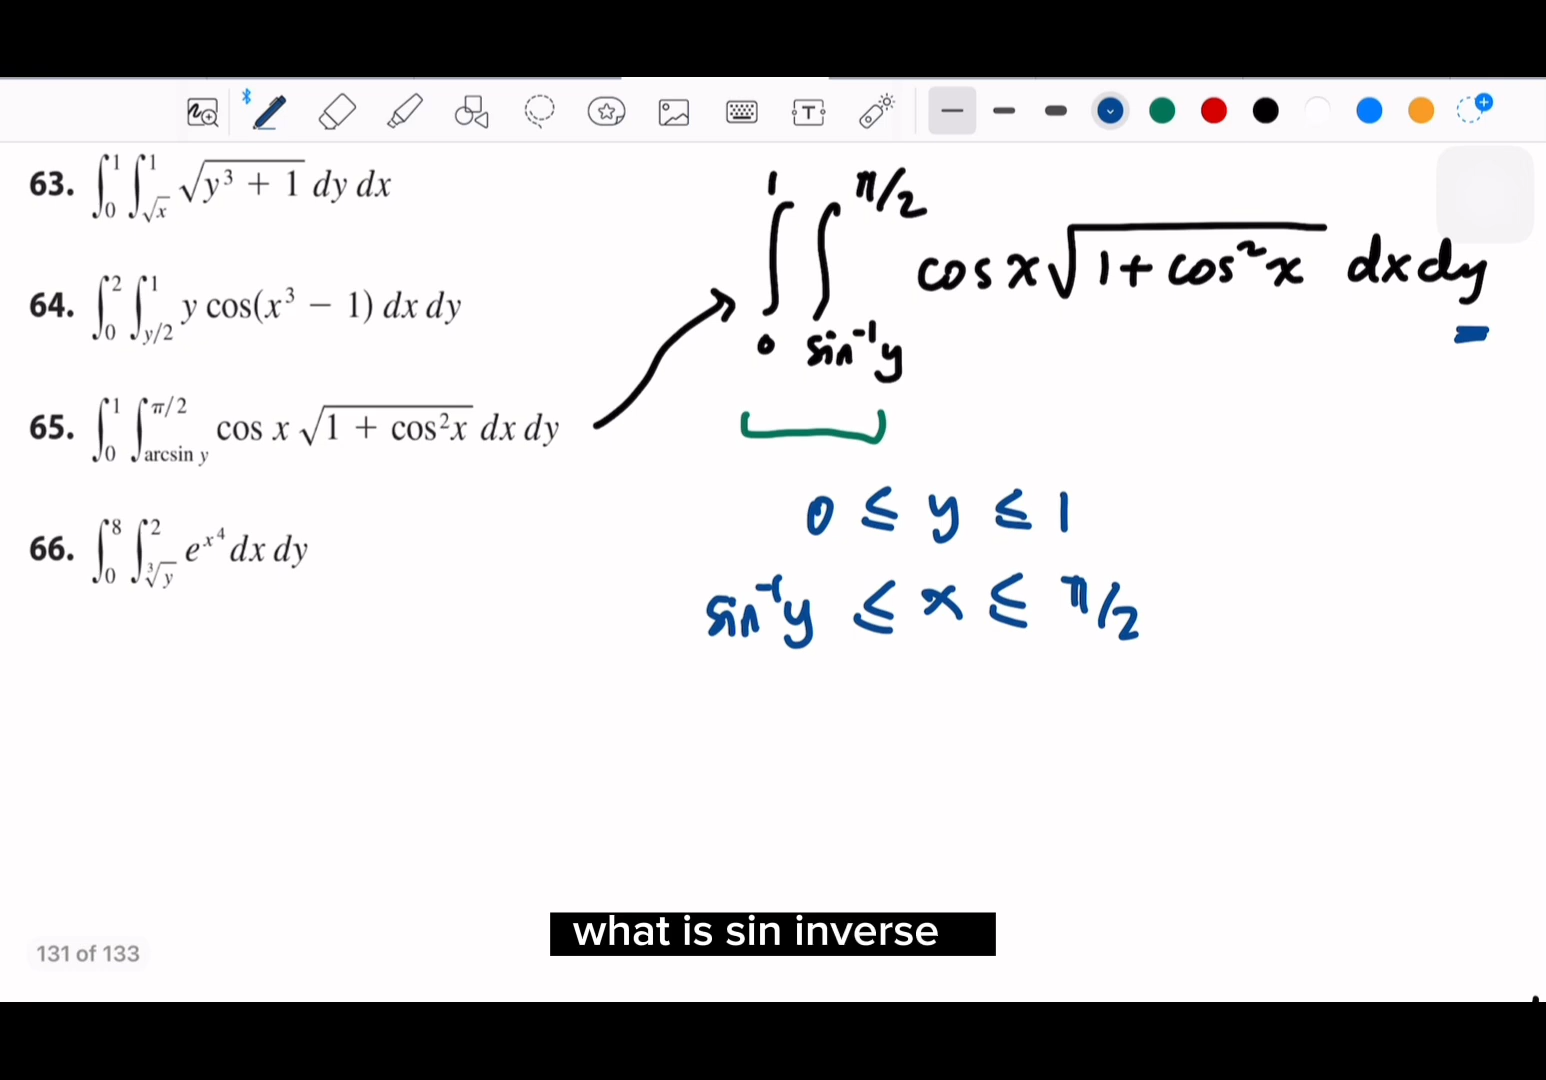 63. ∫₀¹ ∫_√x¹ √(y³ + 1) dy dx
64. ∫₀² ∫_{y/2}¹ y cos(x³ − 1) dx dy
65. ∫₀¹ ∫_{arcsin y}^{π/2} cos x √(1 + cos²x) dx dy
66. ∫₀⁸ ∫_{∛y}² e^{x⁴} dx dy
∫₀¹ ∫_{sin⁻¹y}^{π/2} cos x √(1 + cos²x) dx dy
0 ≤ y ≤ 1
sin⁻¹y ≤ x ≤ π/2
T
what is sin inverse
131 of 133